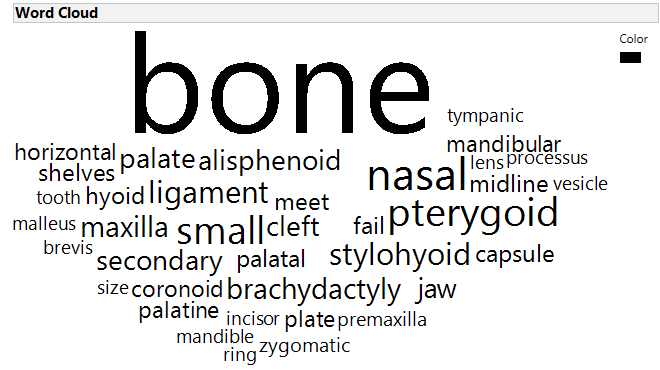 Word Cloud
Color
bone
tympanic
mandibular
horizontal palate alisphenoid nasal lens processus
shelves midline vesicle
tooth hyoid ligament meet
malleus maxilla small cleft fail pterygoid
brevis secondary palatal stylohyoid capsule
size coronoid brachydactyly jaw
palatine incisor plate premaxilla
mandible
ring zygomatic